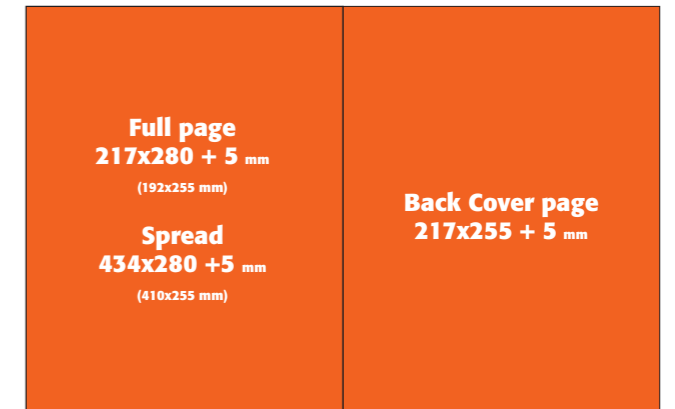 Full page
217x280 + 5 mm
(192x255 mm)
Spread
434x280 +5 mm
(410x255 mm)
Back Cover page
217x255 + 5 mm